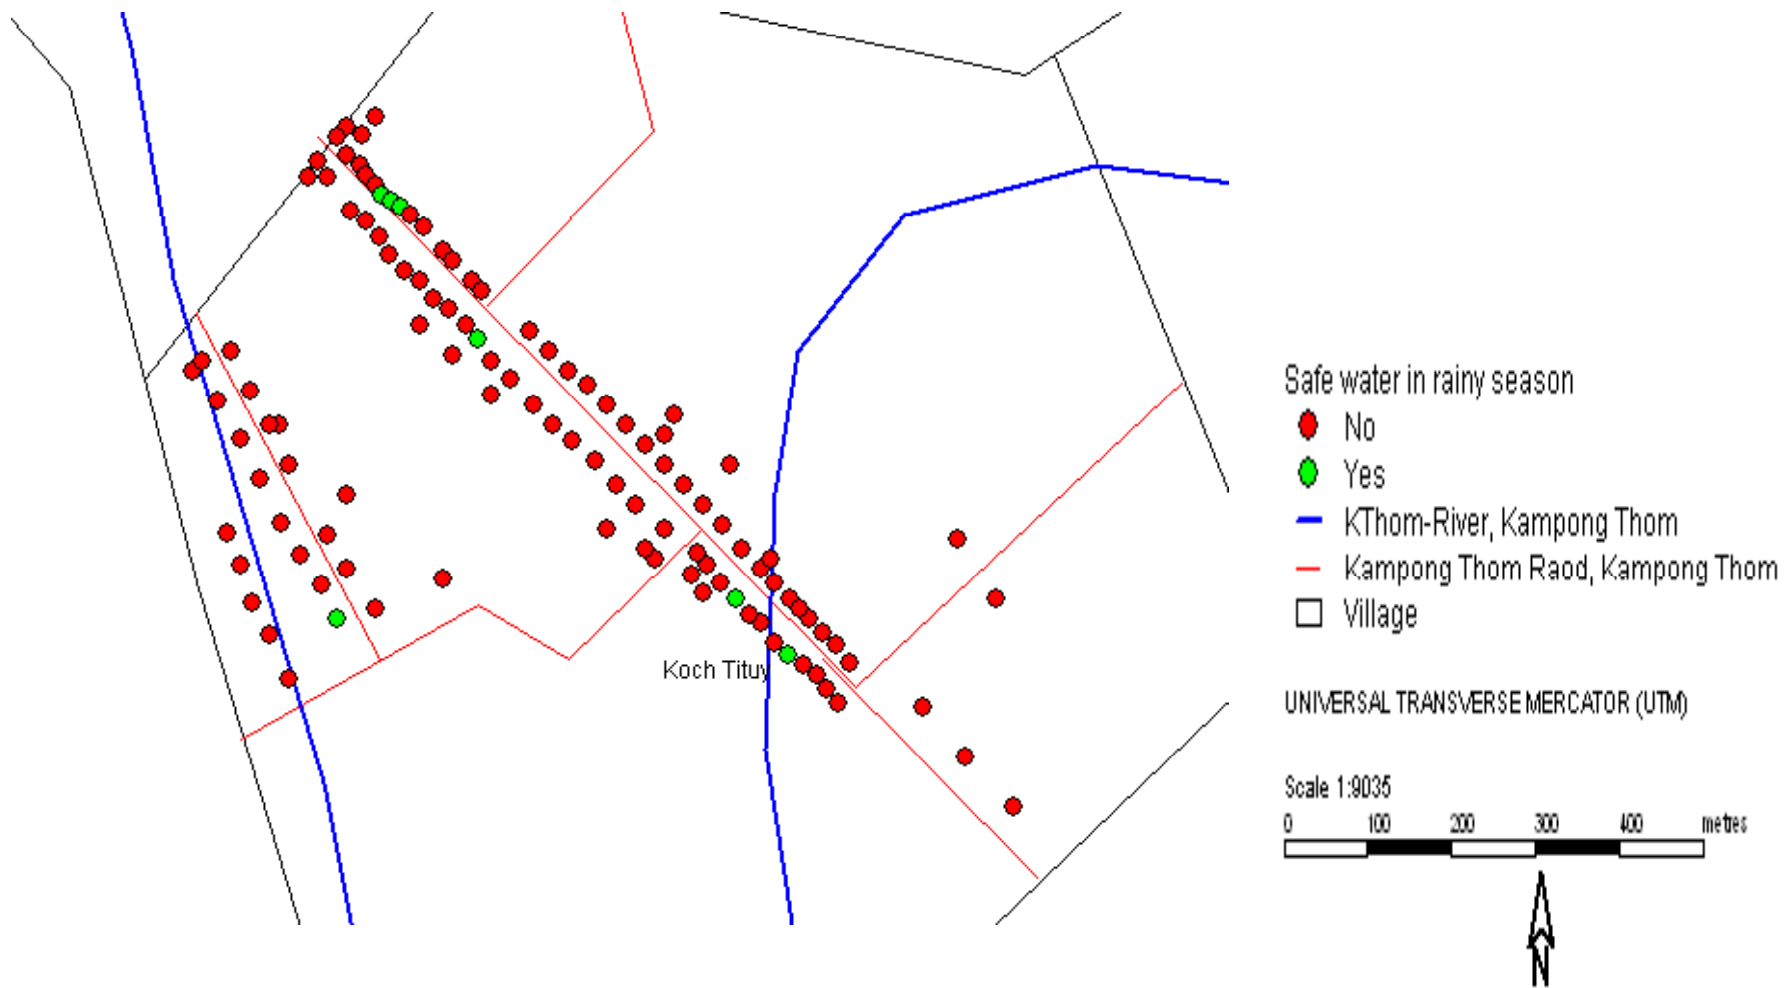 Koch Tituy
Safe water in rainy season
No
Yes
KThom-River, Kampong Thom
Kampong Thom Raod, Kampong Thom
Village
UNIVERSAL TRANSVERSE MERCATOR (UTM)
Scale 1:9035
0 100 200 300 400 metres
N